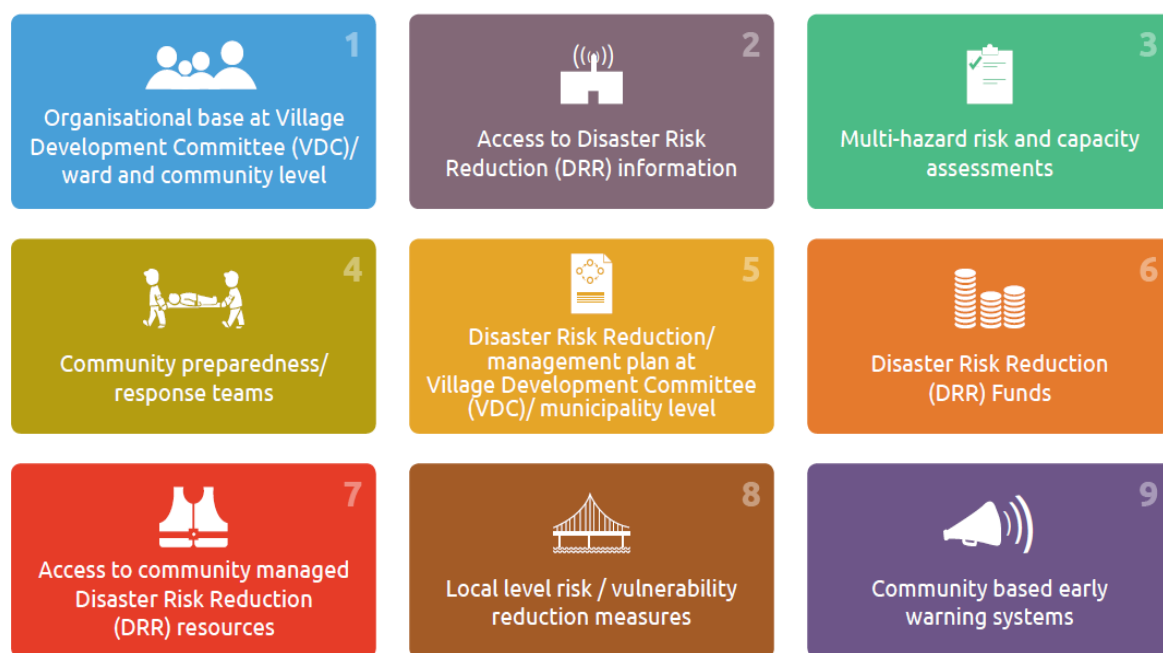 1
Organisational base at Village
Development Committee (VDC)/
ward and community level
2
Access to Disaster Risk
Reduction (DRR) information
3
Multi-hazard risk and capacity
assessments
4
Community preparedness/
response teams
5
Disaster Risk Reduction/
management plan at
Village Development Committee
(VDC)/ municipality level
6
Disaster Risk Reduction
(DRR) Funds
7
Access to community managed
Disaster Risk Reduction
(DRR) resources
8
Local level risk / vulnerability
reduction measures
9
Community based early
warning systems